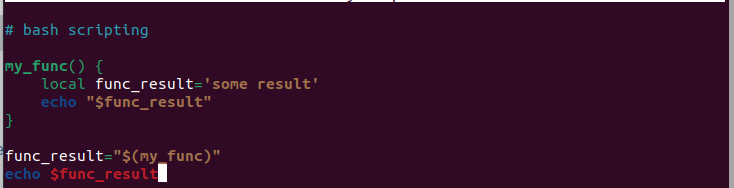 # bash scripting
my_func() {
    local func_result='some result'
    echo "$func_result"
}
func_result="$(my_func)"
echo $func_result